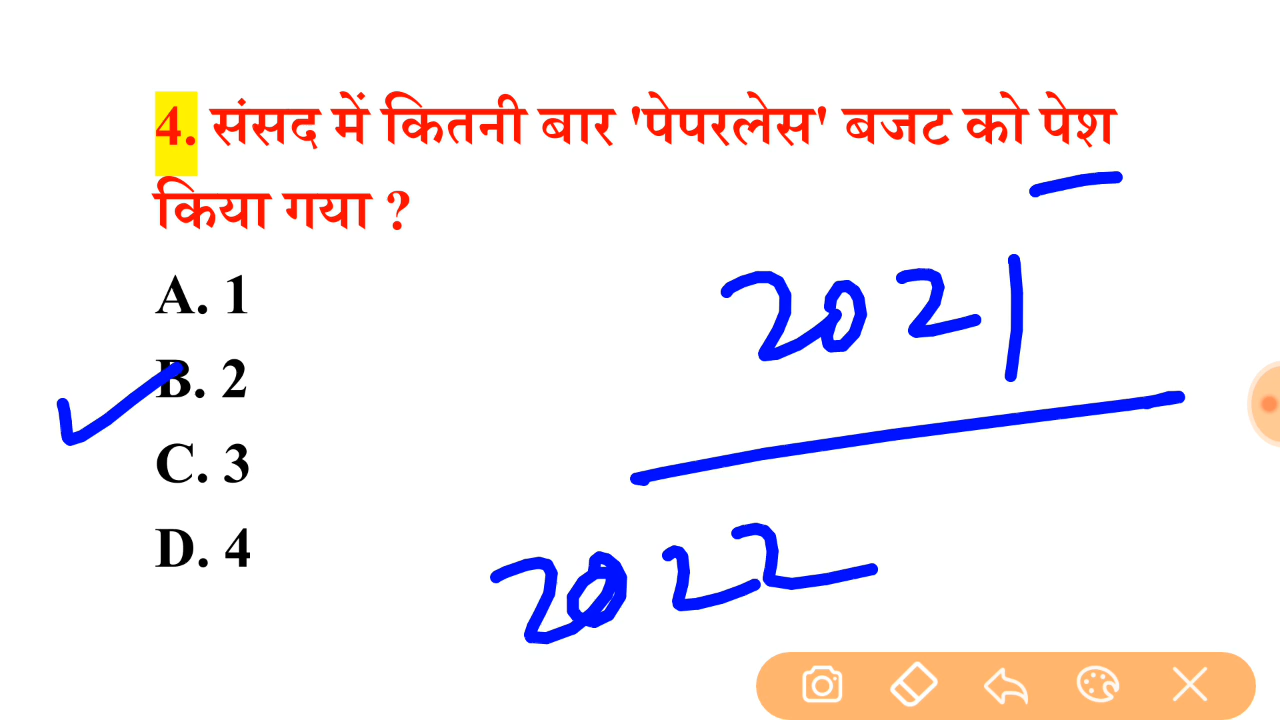 4. संसद में कितनी बार 'पेपरलेस' बजट को पेश
किया गया ?
A. 1
B. 2
C. 3
D. 4
2021
2022